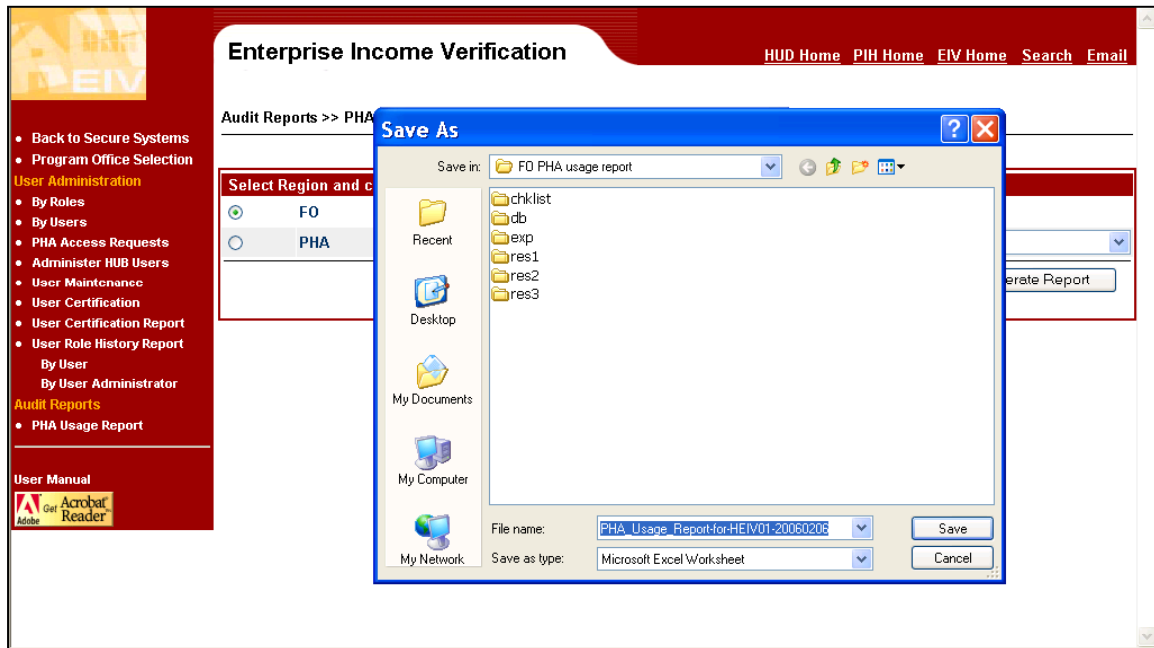 EIV
Enterprise Income Verification
HUD Home PIH Home EIV Home Search Email
• Back to Secure Systems
• Program Office Selection
User Administration
• By Roles
• By Users
• PHA Access Requests
• Administer HUB Users
• User Maintenance
• User Certification
• User Certification Report
• User Role History Report
By User
By User Administrator
Audit Reports
• PHA Usage Report
User Manual
Adobe
Get Acrobat
Reader
Audit Reports >> PHA
Select Region and c
FO
PHA
erate Report
Save As
Save in: FO PHA usage report
Recent
Desktop
My Documents
My Computer
My Network
chklist
db
exp
res1
res2
res3
File name: PHA_Usage_Report-for-HEIV01-20060206
Save
Save as type: Microsoft Excel Worksheet
Cancel